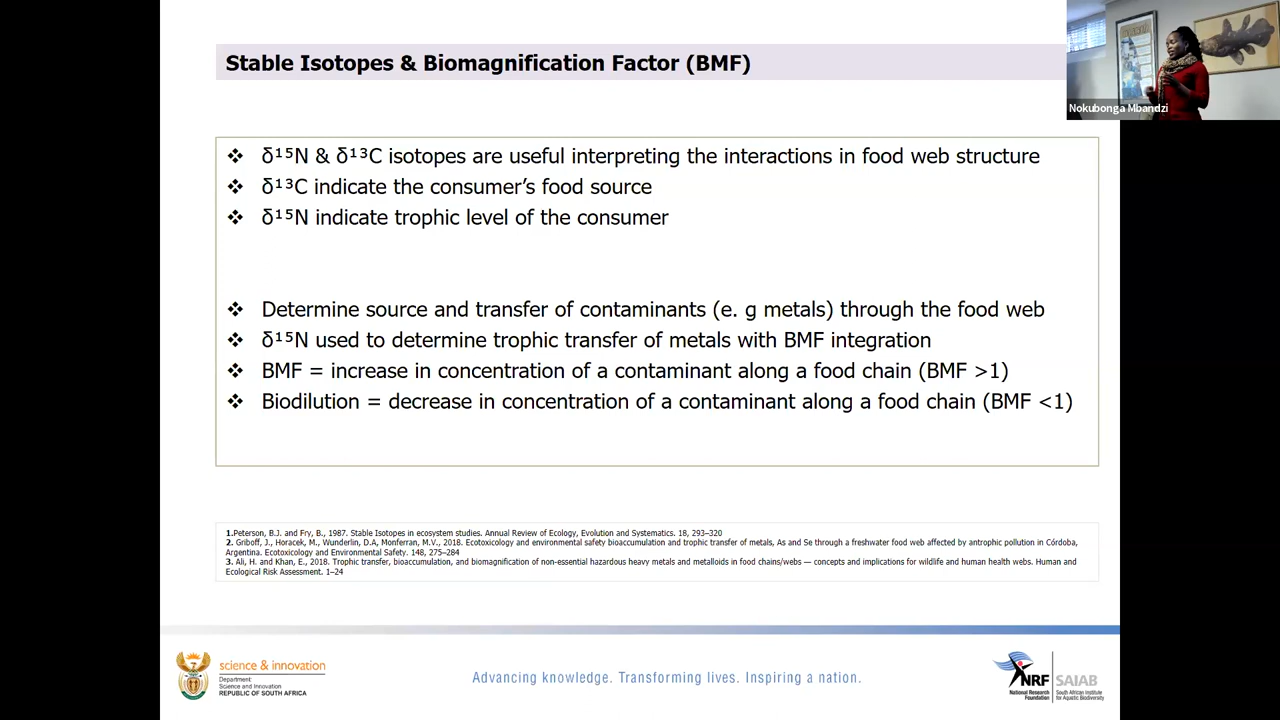 Stable Isotopes & Biomagnification Factor (BMF)
Nokubonga Mbandzi
❖ δ¹⁵N & δ¹³C isotopes are useful interpreting the interactions in food web structure
❖ δ¹³C indicate the consumer’s food source
❖ δ¹⁵N indicate trophic level of the consumer
❖ Determine source and transfer of contaminants (e. g metals) through the food web
❖ δ¹⁵N used to determine trophic transfer of metals with BMF integration
❖ BMF = increase in concentration of a contaminant along a food chain (BMF >1)
❖ Biodilution = decrease in concentration of a contaminant along a food chain (BMF <1)
1.Peterson, B.J. and Fry, B., 1987. Stable Isotopes in ecosystem studies. Annual Review of Ecology, Evolution and Systematics. 18, 293–320
2. Griboff, J., Horacek, M., Wunderlin, D.A, Monferran, M.V., 2018. Ecotoxicology and environmental safety bioaccumulation and trophic transfer of metals, As and Se through a freshwater food web affected by antrophic pollution in Córdoba,
Argentina. Ecotoxicology and Environmental Safety. 148, 275–284
3. Ali, H. and Khan, E., 2018. Trophic transfer, bioaccumulation, and biomagnification of non-essential hazardous heavy metals and metalloids in food chains/webs — concepts and implications for wildlife and human health webs. Human and
Ecological Risk Assessment. 1–24
science & innovation
Department:
Science and Innovation
REPUBLIC OF SOUTH AFRICA
Advancing knowledge. Transforming lives. Inspiring a nation.
NRF
National Research
Foundation
SAIAB
South African Institute
for Aquatic Biodiversity